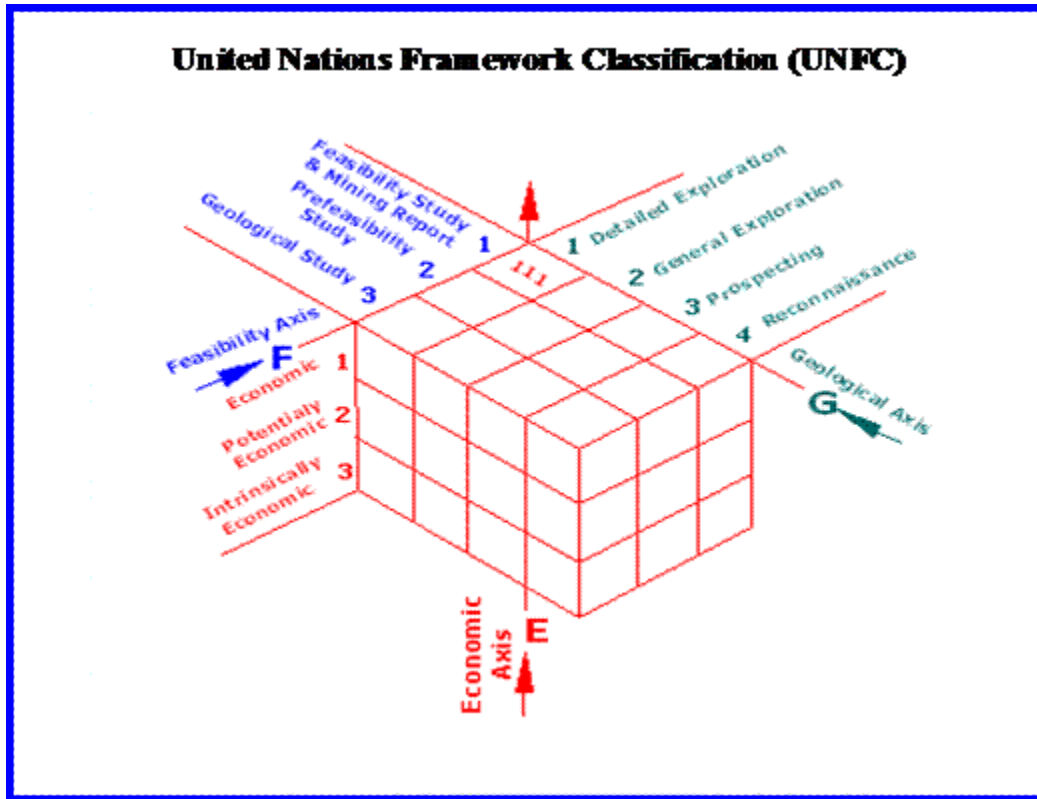 United Nations Framework Classification (UNFC)
Feasibility Study
& Mining Report
1
Prefeasibility
Study
2
Geological Study
3
Feasibility Axis
F
1 Detailed Exploration
2 General Exploration
3 Prospecting
4 Reconnaissance
Geological Axis
G
111
Economic
1
Potentialy
Economic
2
Intrinsically
Economic
3
Economic
Axis
E